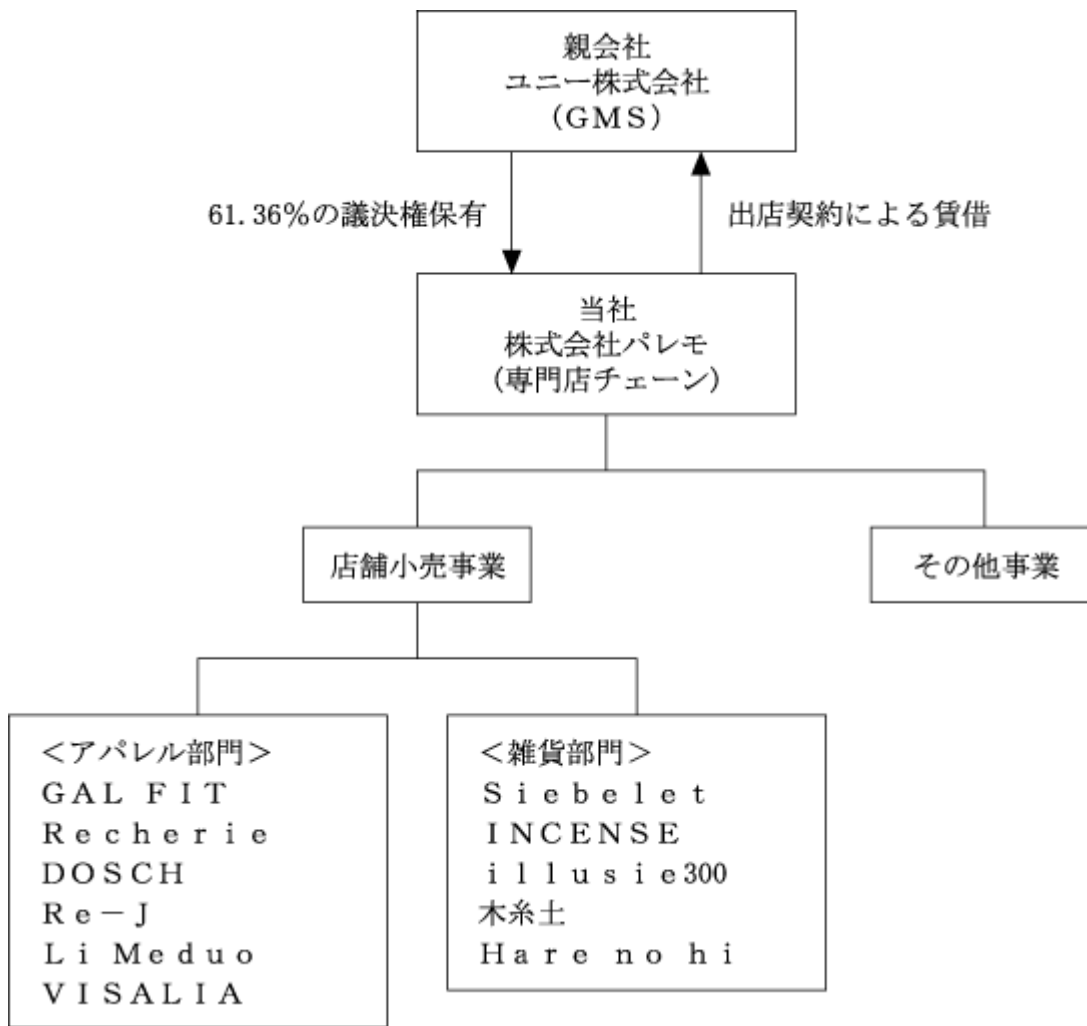 親会社
ユニー株式会社
(GMS)
61.36%の議決権保有
出店契約による賃借
当社
株式会社パレモ
(専門店チェーン)
店舗小売事業
その他事業
<アパレル部門>
GAL FIT
Recherie
DOSCH
Re-J
Li Meduo
VISALIA
<雑貨部門>
Siebelet
INCENSE
illusie300
木糸土
Hare no hi